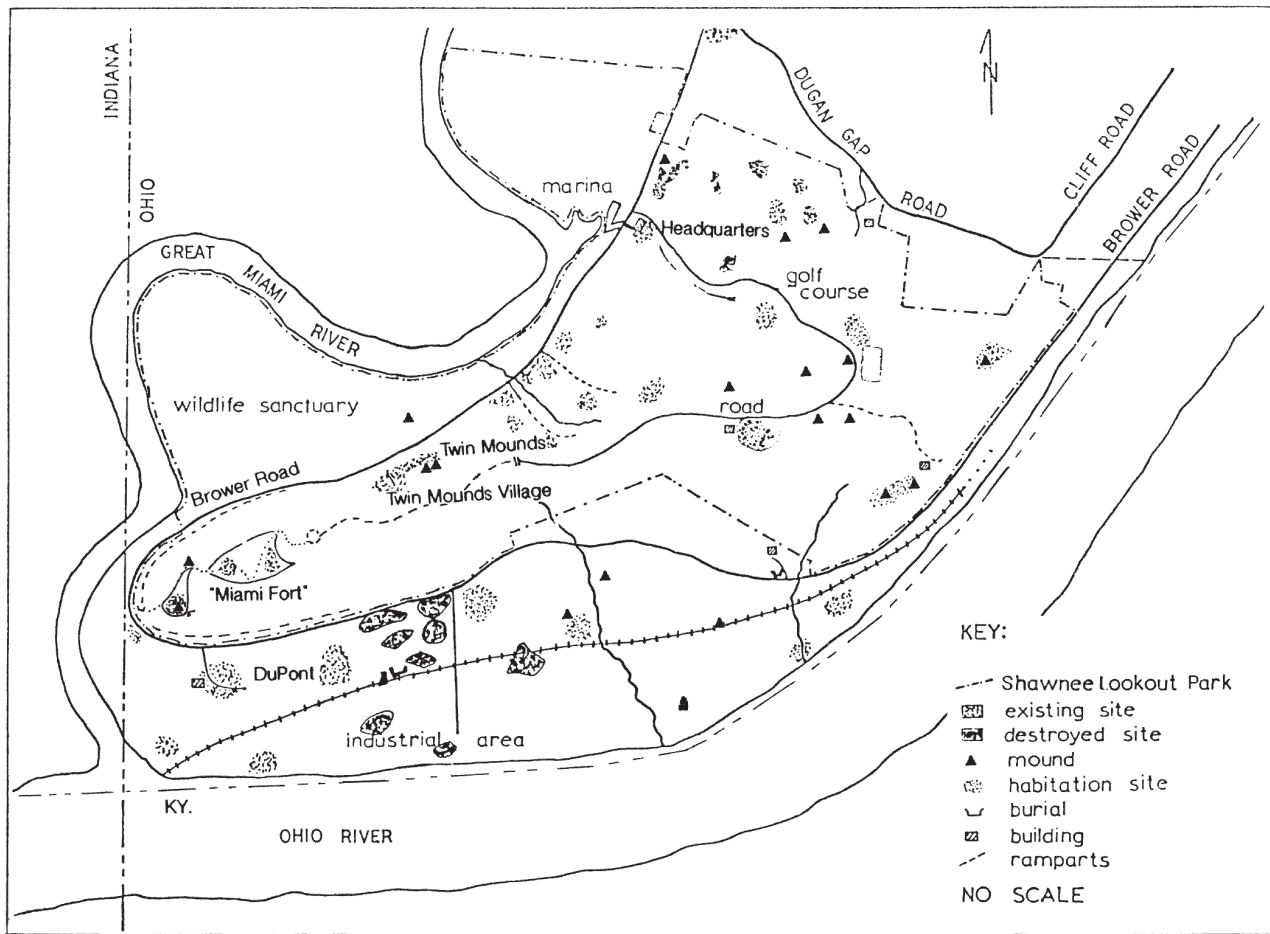 INDIANA
OHIO
N
DUGAN GAP
ROAD
CLIFF ROAD
BROWER ROAD
marina
Headquarters
golf
course
GREAT
MIAMI
RIVER
wildlife sanctuary
road
Twin Mounds
Brower Road
Twin Mounds Village
"Miami Fort"
DuPont
industrial area
KY.
OHIO RIVER
KEY:
Shawnee Lookout Park
existing site
destroyed site
mound
habitation site
burial
building
ramparts
NO SCALE